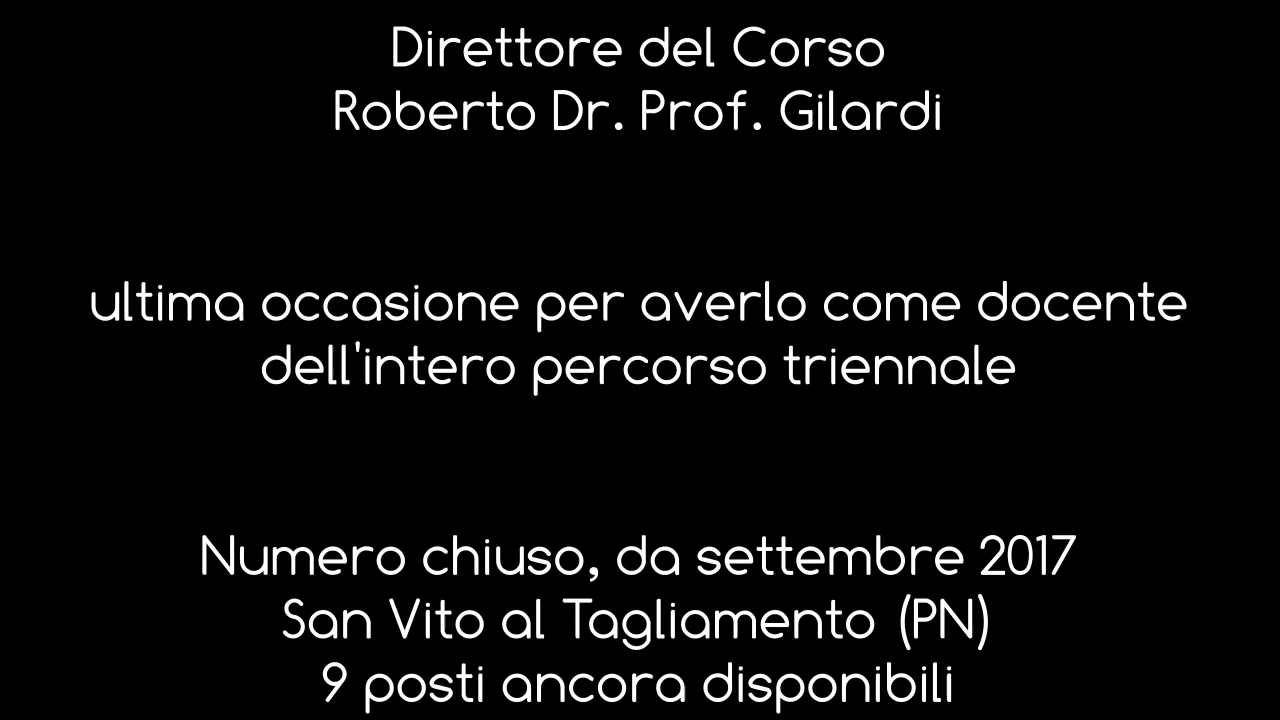 Direttore del Corso
Roberto Dr. Prof. Gilardi
ultima occasione per averlo come docente
dell'intero percorso triennale
Numero chiuso, da settembre 2017
San Vito al Tagliamento (PN)
9 posti ancora disponibili